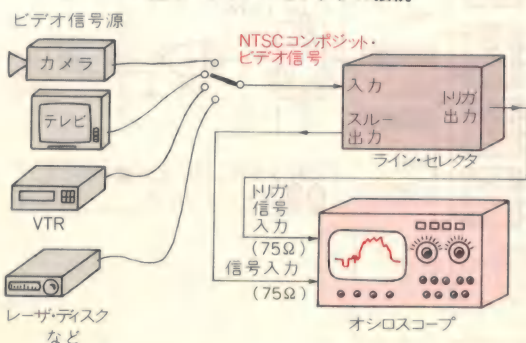 ビデオ信号源
カメラ
テレビ
VTR
レーザ・ディスク
など
NTSCコンポジット・
ビデオ信号
入力
スルー
出力
トリガ
出力
ライン・セレクタ
トリガ
信号
入力
(75Ω)
信号入力
(75Ω)
オシロスコープ